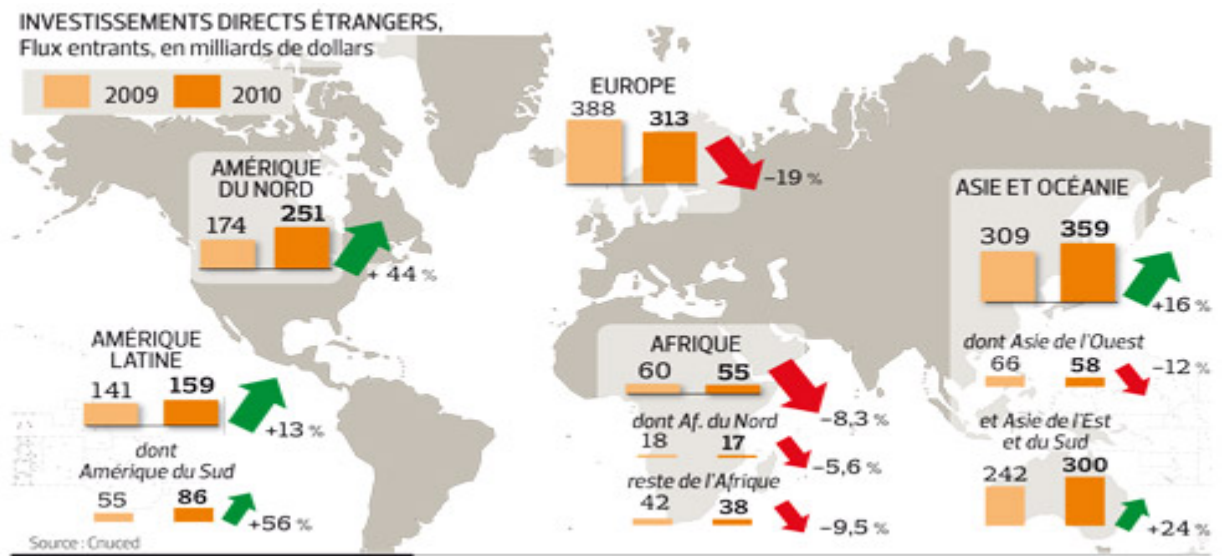 INVESTISSEMENTS DIRECTS ÉTRANGERS,
Flux entrants, en milliards de dollars
2009 2010
AMÉRIQUE
DU NORD
174 251
+ 44 %
AMÉRIQUE
LATINE
141 159
+13 %
dont
Amérique du Sud
55 86
+56 %
EUROPE
388 313
-19 %
AFRIQUE
60 55
-8,3 %
dont Af. du Nord
18 17
-5,6 %
reste de l'Afrique
42 38
-9,5 %
ASIE ET OCÉANIE
309 359
+16 %
dont Asie de l'Ouest
66 58
-12 %
et Asie de l'Est
et du Sud
242 300
+24 %
Source : Cnuced